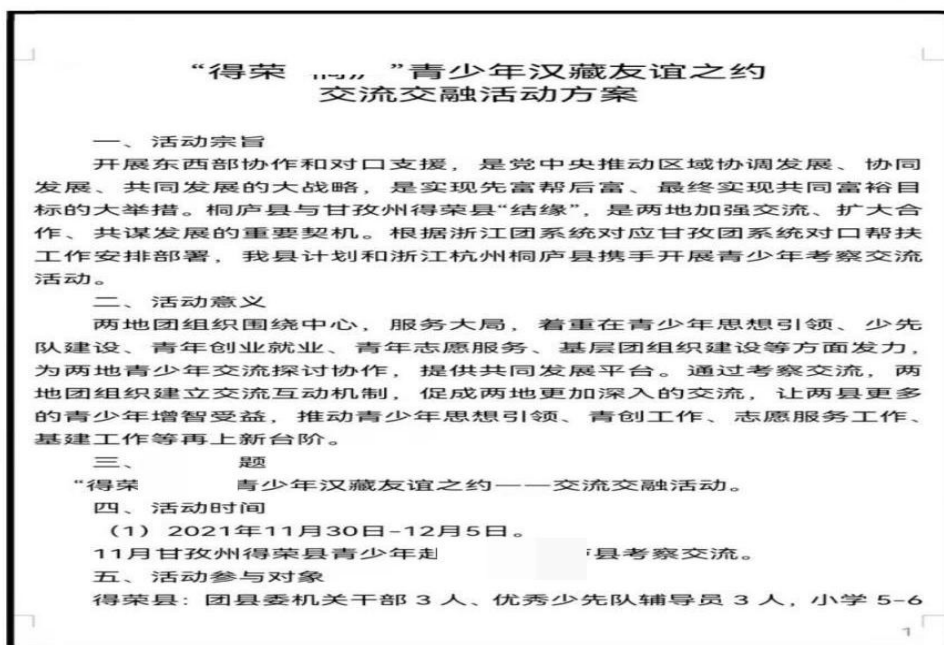 “得荣 ”青少年汉藏友谊之约
交流交融活动方案
一、活动宗旨
开展东西部协作和对口支援，是党中央推动区域协调发展、协同
发展、共同发展的大战略，是实现先富帮后富、最终实现共同富裕目
标的大举措。桐庐县与甘孜州得荣县“结缘”，是两地加强交流、扩大合
作、共谋发展的重要契机。根据浙江团系统对应甘孜团系统对口帮扶
工作安排部署，我县计划和浙江杭州桐庐县携手开展青少年考察交流
活动。
二、活动意义
两地团组织围绕中心，服务大局，着重在青少年思想引领、少先
队建设、青年创业就业、青年志愿服务、基层团组织建设等方面发力，
为两地青少年交流探讨协作，提供共同发展平台。通过考察交流，两
地团组织建立交流互动机制，促成两地更加深入的交流，让两县更多
的青少年增智受益，推动青少年思想引领、青创工作、志愿服务工作、
基建工作等再上新台阶。
三、 题
“得荣 青少年汉藏友谊之约——交流交融活动。
四、活动时间
（1）2021年11月30日-12月5日。
11月甘孜州得荣县青少年 县考察交流。
五、活动参与对象
得荣县：团县委机关干部 3 人、优秀少先队辅导员 3 人，小学 5-6
1